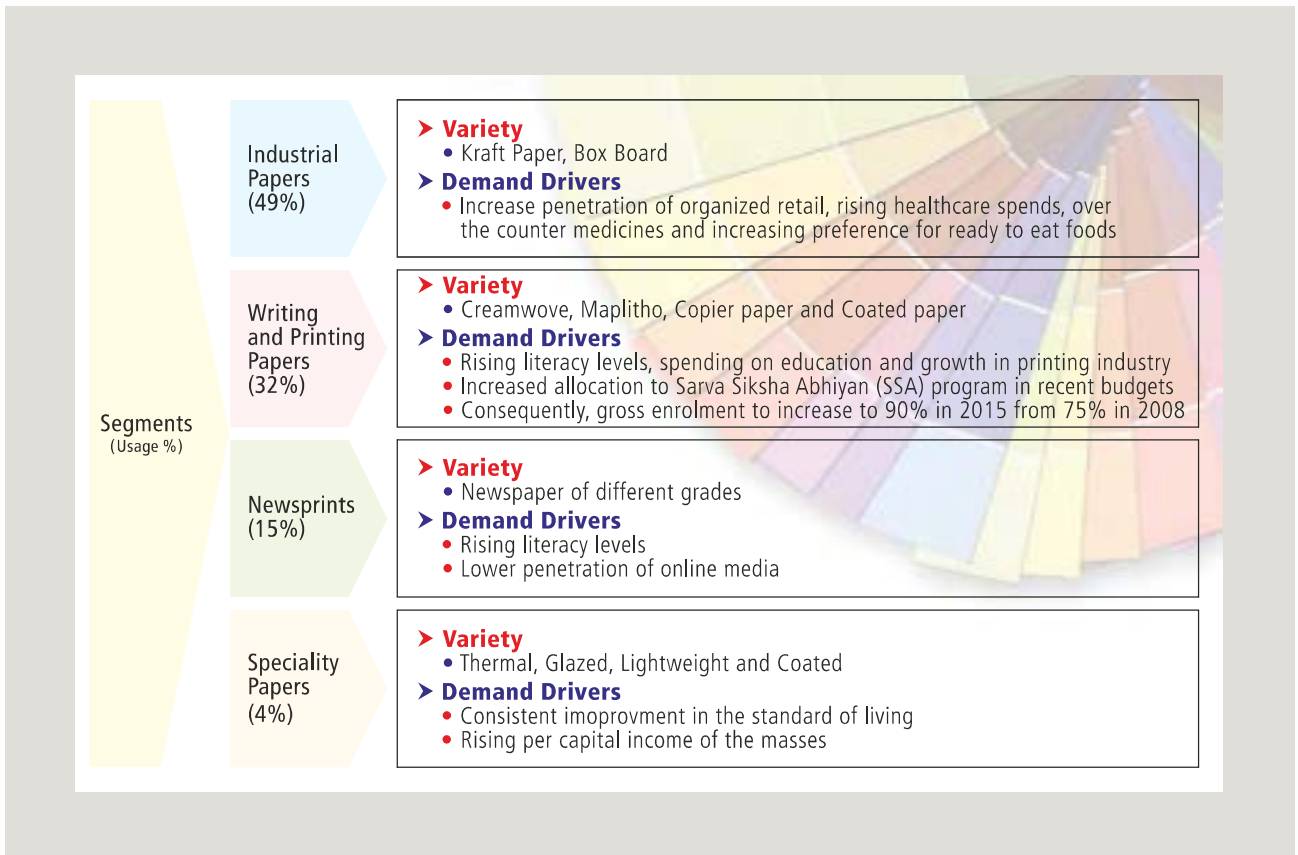 Segments
(Usage %)
Industrial
Papers
(49%)
➤ Variety
• Kraft Paper, Box Board
➤ Demand Drivers
• Increase penetration of organized retail, rising healthcare spends, over
the counter medicines and increasing preference for ready to eat foods
Writing
and Printing
Papers
(32%)
➤ Variety
• Creamwove, Maplitho, Copier paper and Coated paper
➤ Demand Drivers
• Rising literacy levels, spending on education and growth in printing industry
• Increased allocation to Sarva Siksha Abhiyan (SSA) program in recent budgets
• Consequently, gross enrolment to increase to 90% in 2015 from 75% in 2008
Newsprints
(15%)
➤ Variety
• Newspaper of different grades
➤ Demand Drivers
• Rising literacy levels
• Lower penetration of online media
Speciality
Papers
(4%)
➤ Variety
• Thermal, Glazed, Lightweight and Coated
➤ Demand Drivers
• Consistent imoprovment in the standard of living
• Rising per capital income of the masses